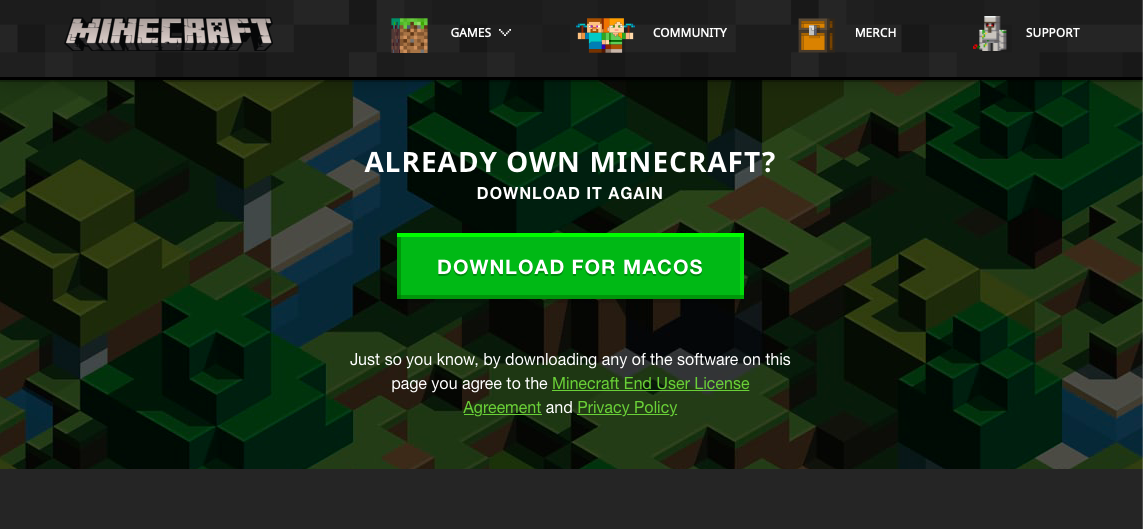 MINECRAFT
GAMES
COMMUNITY
MERCH
SUPPORT
ALREADY OWN MINECRAFT?
DOWNLOAD IT AGAIN
DOWNLOAD FOR MACOS
Just so you know, by downloading any of the software on this
page you agree to the Minecraft End User License
Agreement and Privacy Policy